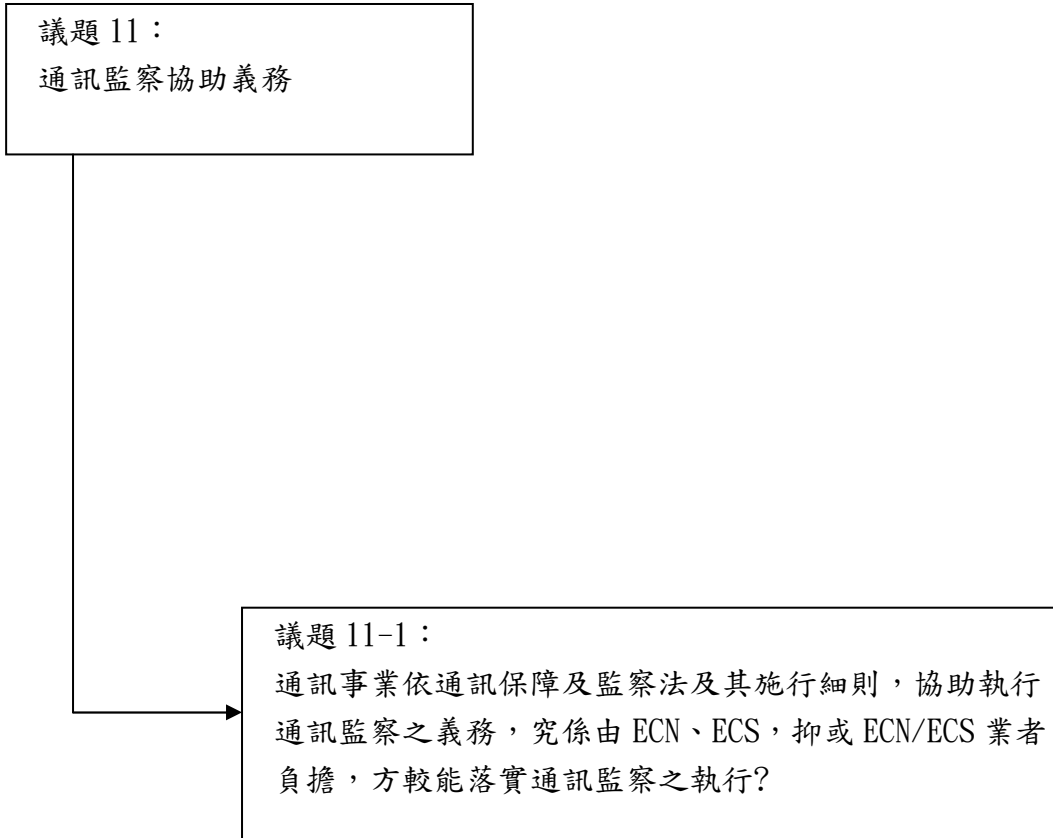 議題 11：
通訊監察協助義務
議題 11-1：
通訊事業依通訊保障及監察法及其施行細則，協助執行
通訊監察之義務，究係由 ECN、ECS，抑或 ECN/ECS 業者
負擔，方較能落實通訊監察之執行?